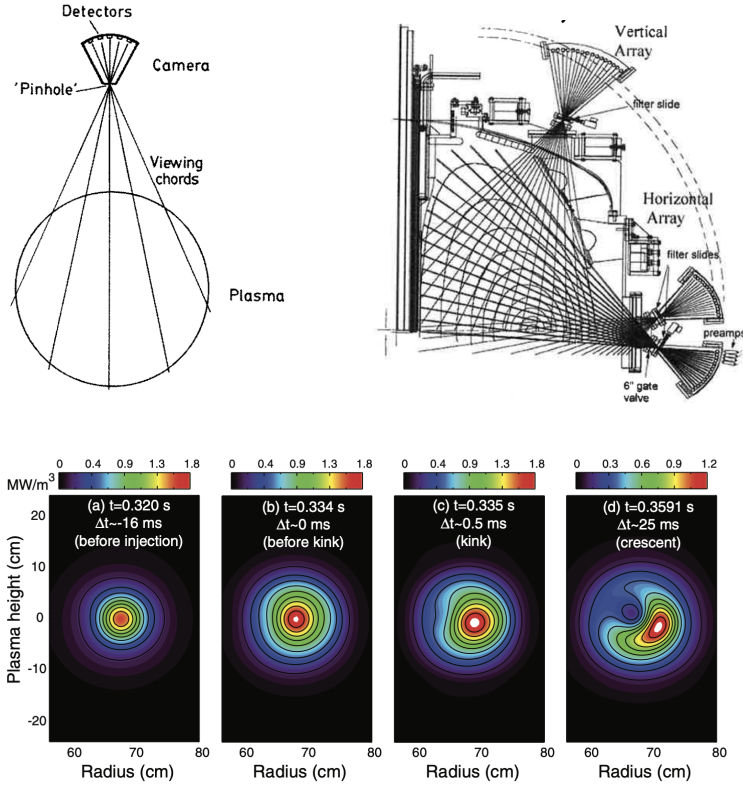 Detectors
Camera
'Pinhole'
Viewing
chords
Plasma
Vertical
Array
filter slide
Horizontal
Array
filter slides
preamps
6" gate
valve
MW/m³
0 0.4 0.9 1.3 1.8
0 0.4 0.9 1.3 1.8
0 0.4 0.9 1.3 1.8
0 0.3 0.6 0.9 1.2
(a) t=0.320 s
Δt~-16 ms
(before injection)
(b) t=0.334 s
Δt~0 ms
(before kink)
(c) t=0.335 s
Δt~0.5 ms
(kink)
(d) t=0.3591 s
Δt~25 ms
(crescent)
Plasma height (cm)
20
10
0
-10
-20
60 70 80
60 70 80
60 70 80
60 70 80
Radius (cm)
Radius (cm)
Radius (cm)
Radius (cm)